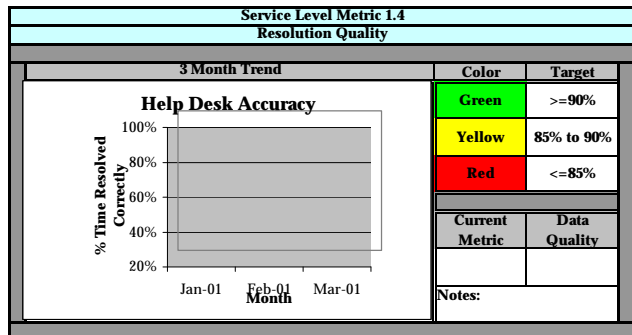 Service Level Metric 1.4
Resolution Quality
3 Month Trend
Help Desk Accuracy
% Time Resolved
Correctly
100%
80%
60%
40%
20%
Jan-01 Feb-01 Mar-01
Month
Color Target
Green >=90%
Yellow 85% to 90%
Red <=85%
Current
Metric
Data
Quality
Notes: